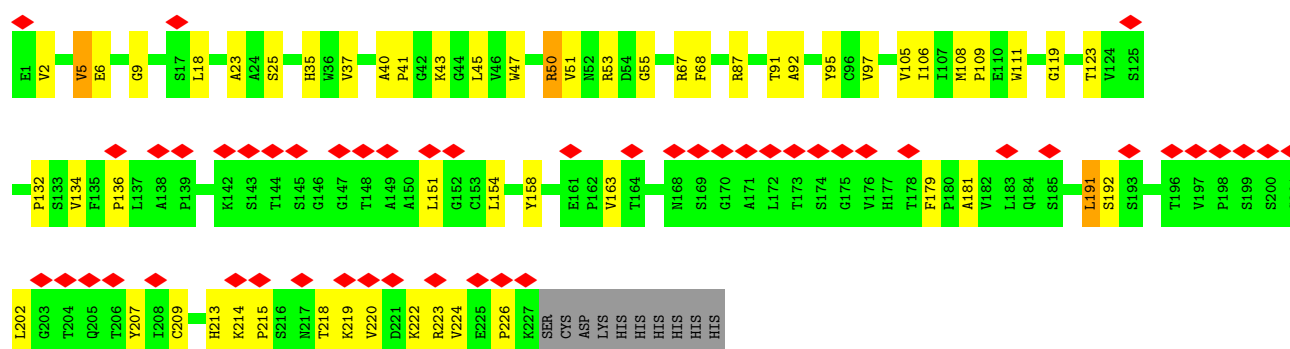 E1 V2 V5 E6 G9 S17 L18 A23 A24 S25 H35 W36 V37 A40 P41 G42 K43 G44 L45 V46 W47 R50 V51 N52 R53 D54 G55 R67 F68 R87 T91 A92 Y95 C96 V97 V105 I106 I107 M108 P109 E110 W111 G119 T123 V124 S125
P132 S133 V134 F135 P136 L137 A138 P139 K142 S143 T144 S145 G146 G147 T148 A149 A150 L151 G152 C153 L154 Y158 E161 P162 V163 T164 N168 S169 G170 A171 L172 T173 S174 G175 V176 H177 T178 F179 P180 A181 V182 L183 Q184 S185 L191 S192 S193 T196 V197 P198 S199 S200
L202 G203 T204 Q205 T206 Y207 I208 C209 H213 K214 P215 S216 N217 T218 K219 V220 D221 K222 R223 V224 E225 P226 K227 SER CYS ASP LYS HIS HIS HIS HIS HIS HIS